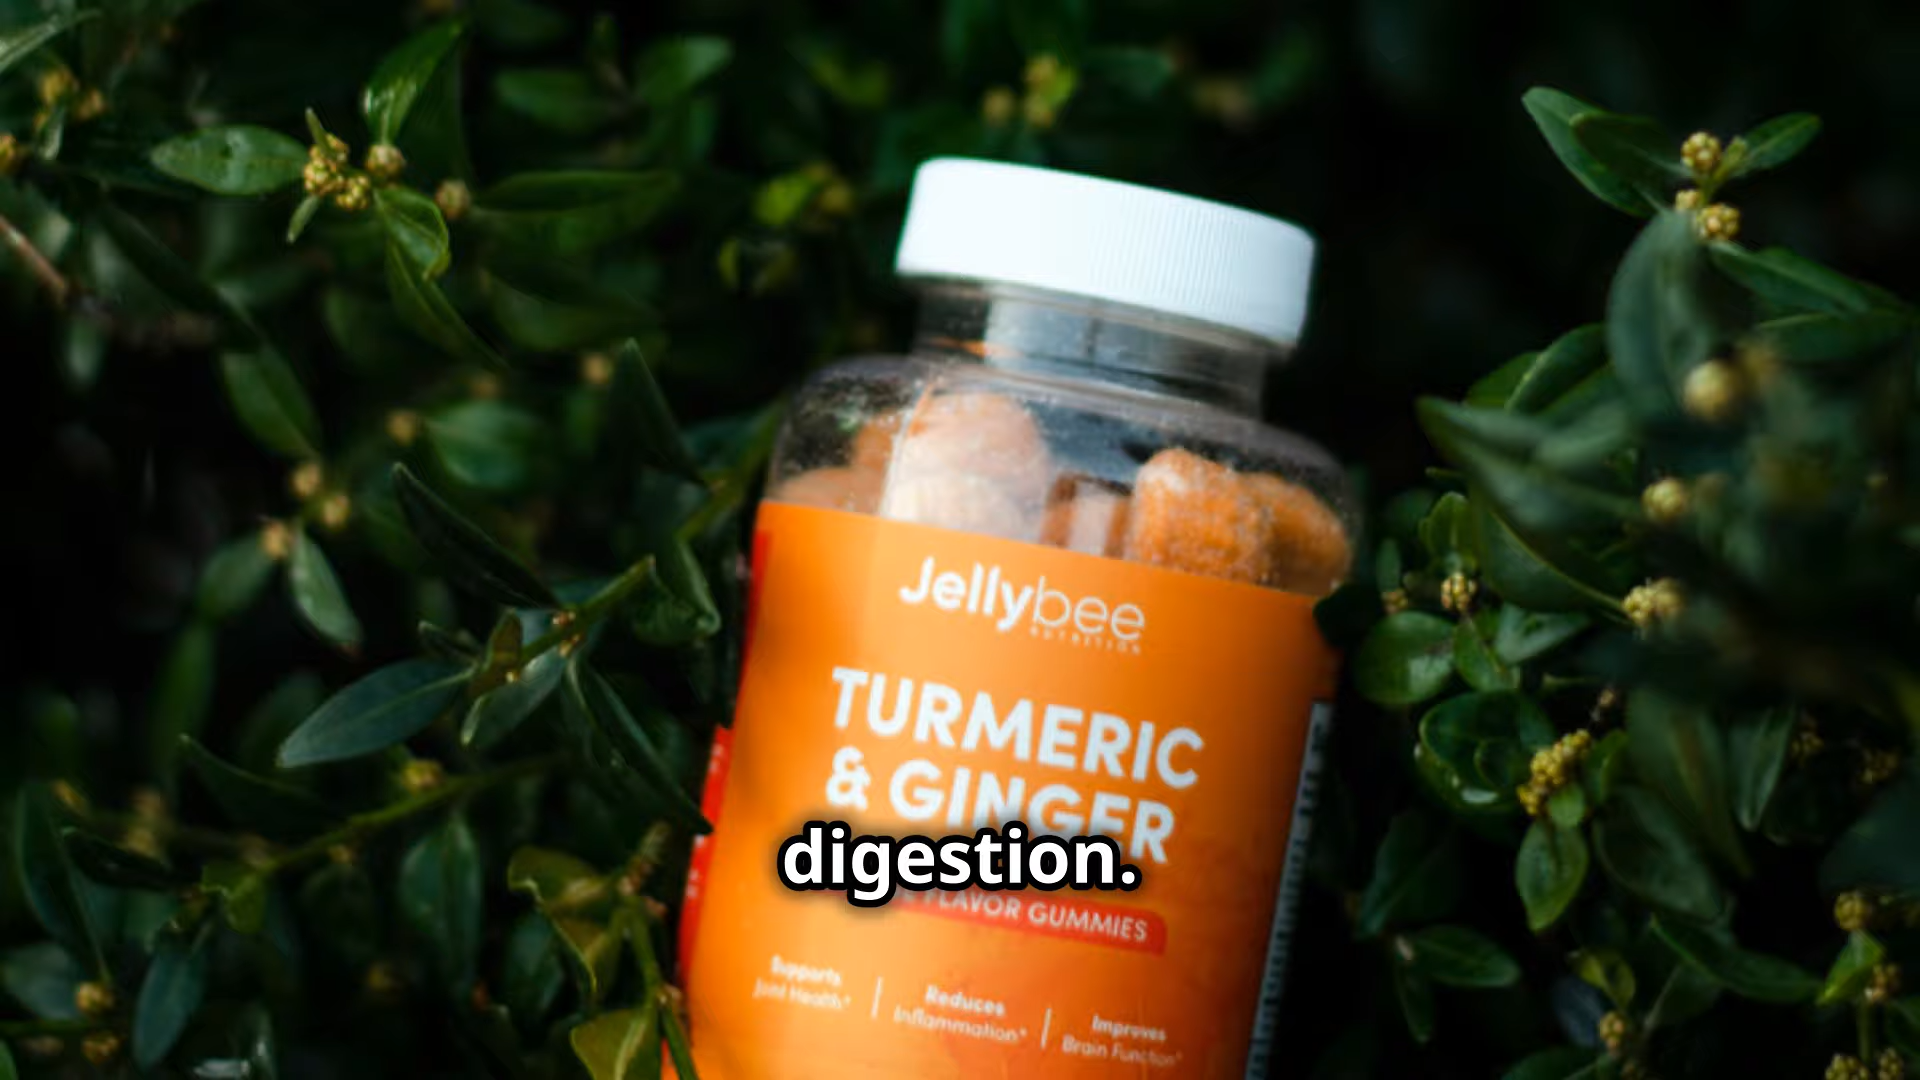 Jellybee
NUTRITION
TURMERIC
& GINGER
digestion.
FLAVOR GUMMIES
Supports
Joint Health*
Reduces
Inflammation*
Improves
Brain Function*